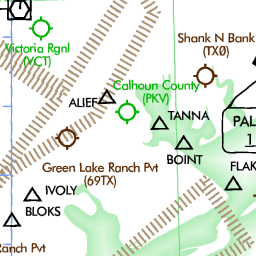 Victoria Rgnl
(VCT)
Shank N Bank
(TX0)
Calhoun County
(PKV)
ALIEF
TANNA
PAL
1
BOINT
Green Lake Ranch Pvt
(69TX)
FLAK
IVOLY
BLOKS
Ranch Pvt